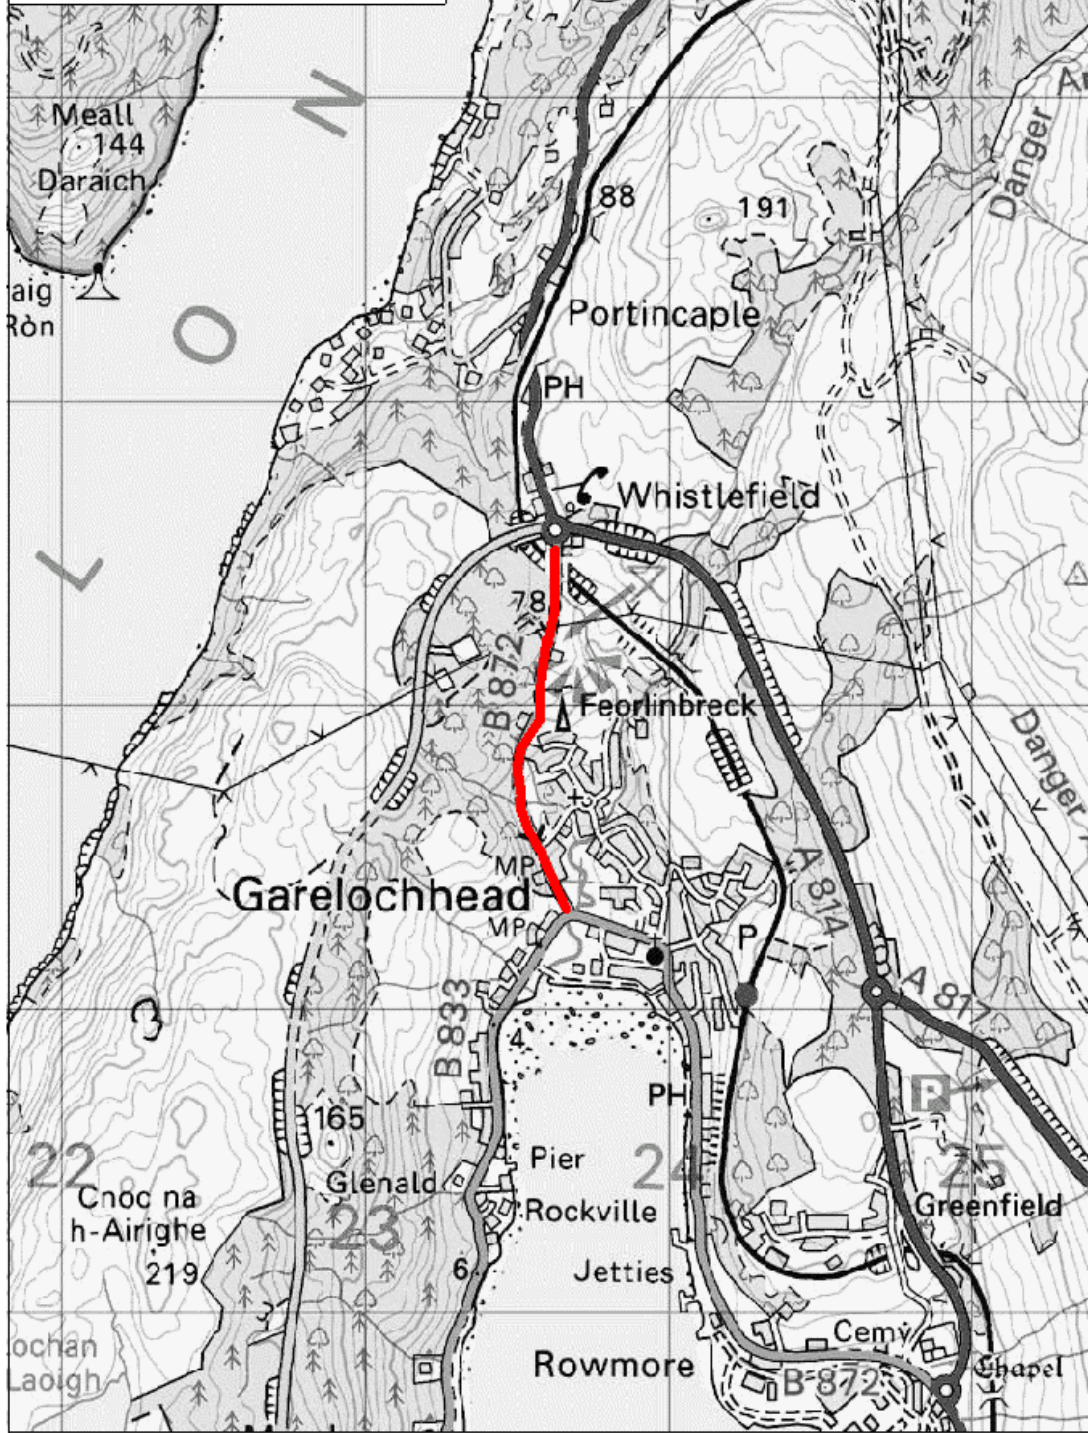 N
Meall
144
Daraich
Danger
88
191
aig
Ròn
O
Portincaple
PH
Whistlefield
L
78
B 872
Feorlinbreck
Danger
MP
Garelochhead
MP
A 814
P
A 817
B 833
4
PH
P
165
22
24
25
Pier
Glenald
Cnoc na
h-Airighe
23
Rockville
Greenfield
219
6
Jetties
ochan
Laoigh
Rowmore
Cemy
Chapel
B 872